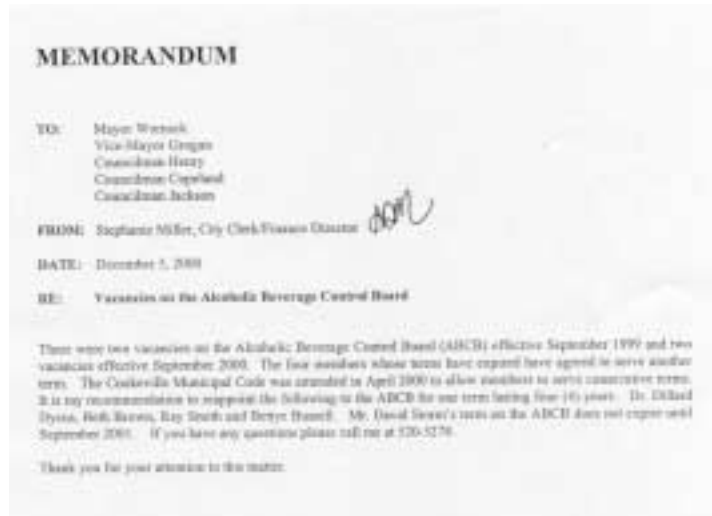 MEMORANDUM
TO: Mayor Womack
Vice-Mayor
Councilman Henry
Councilman Copeland
Councilman Jackson
FROM: Stephanie Miller, City Clerk/Finance Director
DATE: December 5, 2000
RE: Vacancies on the Alcoholic Beverage Control Board
There were two vacancies on the Alcoholic Beverage Control Board (ABCB) effective September 1999 and two
vacancies effective September 2000. The four members whose terms have expired have agreed to serve another
term. The Cookeville Municipal Code was amended in April 2000 to allow members to serve consecutive terms.
It is my recommendation to reappoint the following to the ABCB for one term lasting four (4) years. Dr. Dillard
Beth Ray Smith and Bettye Mr. David term on the ABCB does not expire until
September 2001. If you have any questions please call me at 520-5276.
Thank you for your attention to this matter.